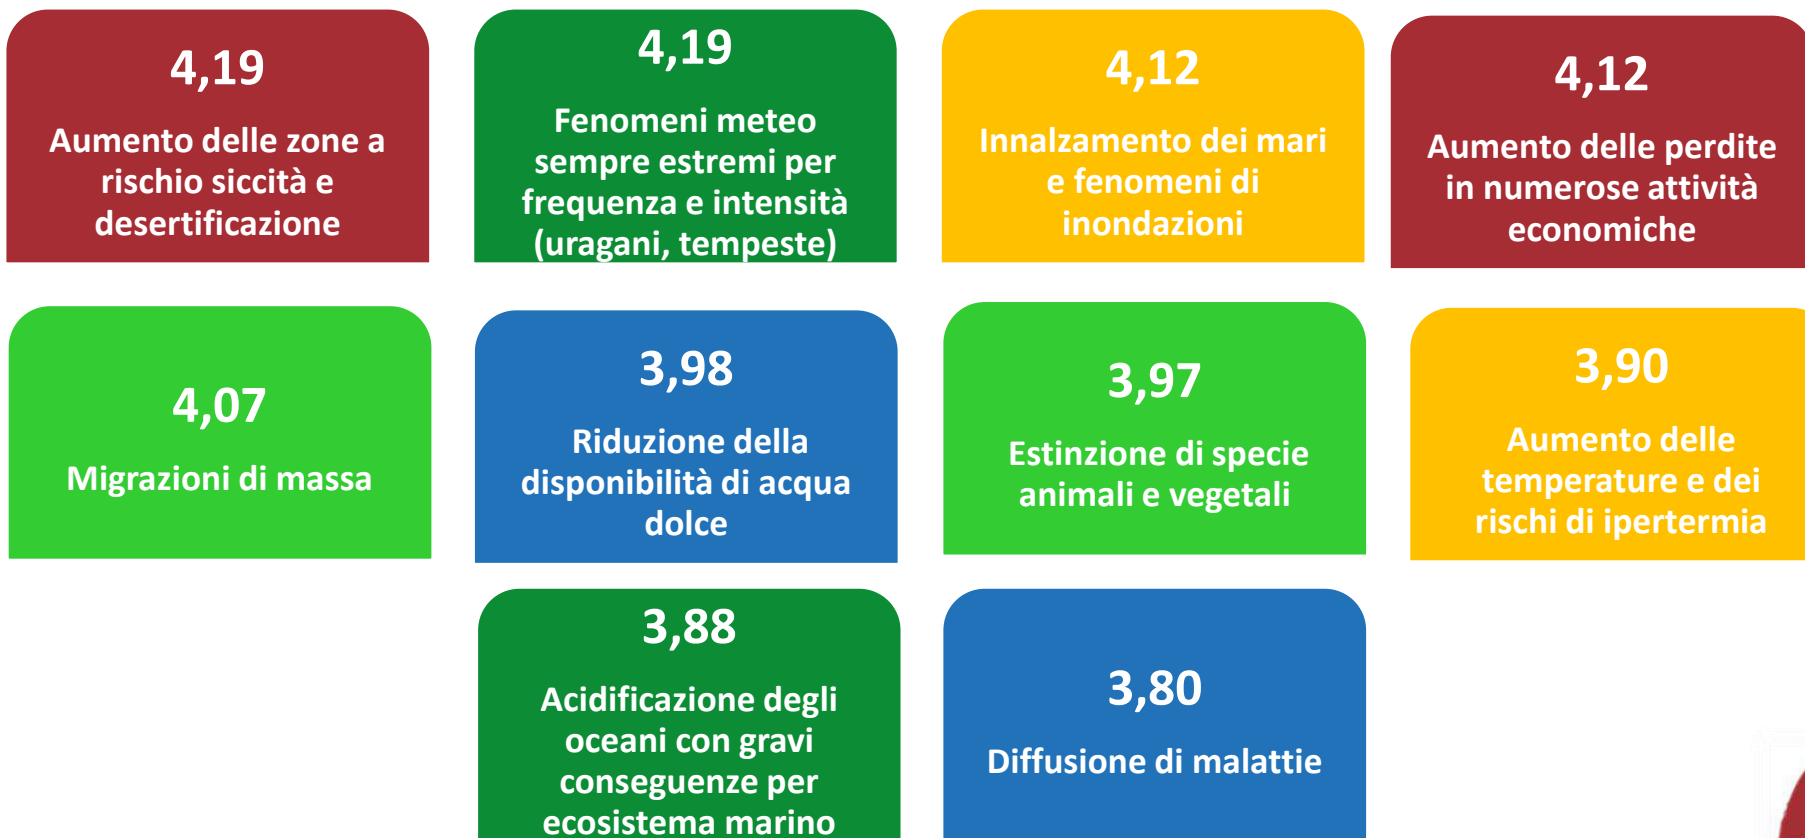 4,19
Aumento delle zone a
rischio siccità e
desertificazione
4,19
Fenomeni meteo
sempre estremi per
frequenza e intensità
(uragani, tempeste)
4,12
Innalzamento dei mari
e fenomeni di
inondazioni
4,12
Aumento delle perdite
in numerose attività
economiche
4,07
Migrazioni di massa
3,98
Riduzione della
disponibilità di acqua
dolce
3,97
Estinzione di specie
animali e vegetali
3,90
Aumento delle
temperature e dei
rischi di ipertermia
3,88
Acidificazione degli
oceani con gravi
conseguenze per
ecosistema marino
3,80
Diffusione di malattie